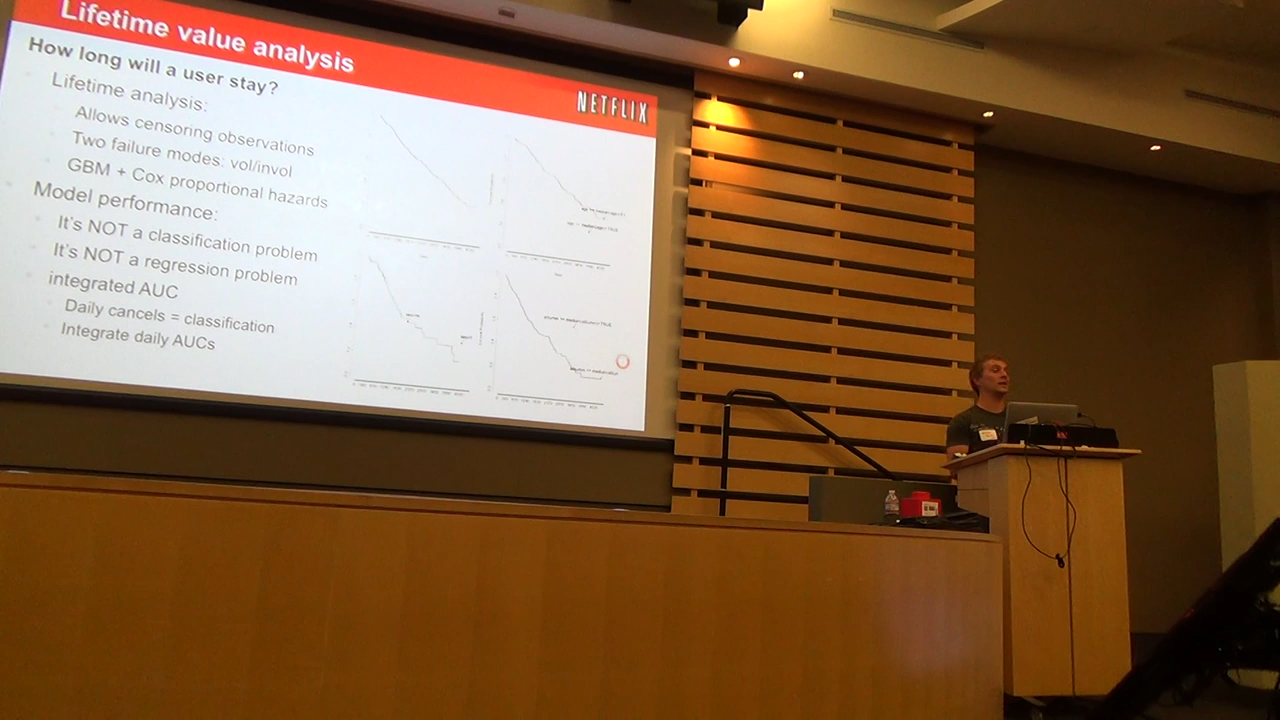 Lifetime value analysis
NETFLIX
How long will a user stay?
Lifetime analysis:
Allows censoring observations
Two failure modes: vol/invol
GBM + Cox proportional hazards
Model performance:
It's NOT a classification problem
It's NOT a regression problem
integrated AUC
Daily cancels = classification
Integrate daily AUCs